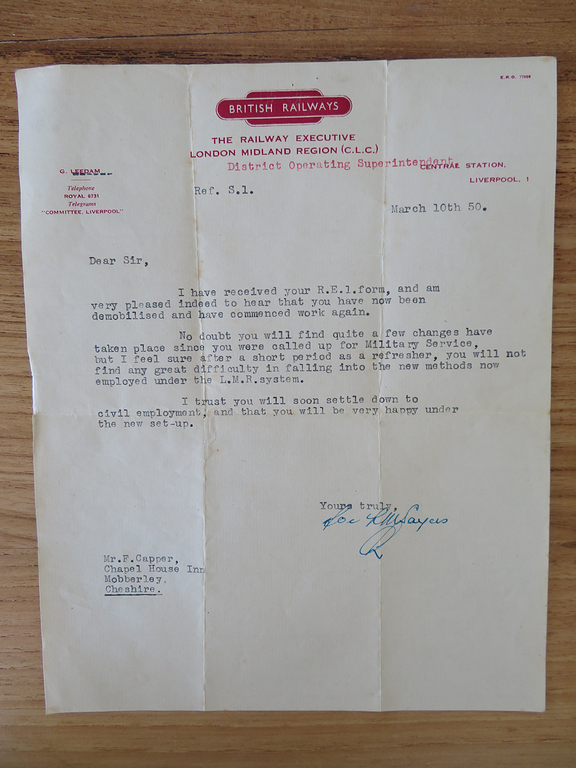 E.R.O. 
BRITISH RAILWAYS
THE RAILWAY EXECUTIVE
LONDON MIDLAND REGION (C.L.C.)
District Operating Superintendent
G. LEEDAM
CENTRAL STATION,
LIVERPOOL, 1
Telephone
ROYAL 6731
Telegrams
"COMMITTEE, LIVERPOOL"
Ref. S.1.
March 10th 50.
Dear Sir,
I have received your R.E.1.form, and am
very pleased indeed to hear that you have now been
demobilised and have commenced work again.
No doubt you will find quite a few changes have
taken place since you were called up for Military Service,
but I feel sure after a short period as a refresher, you will not
find any great difficulty in falling into the new methods now
employed under the L.M.R.system.
I trust you will soon settle down to
civil employment, and that you will be very happy under
the new set-up.
Yours truly,
Mr.F.Capper,
Chapel House Inn
Mobberley,
Cheshire.